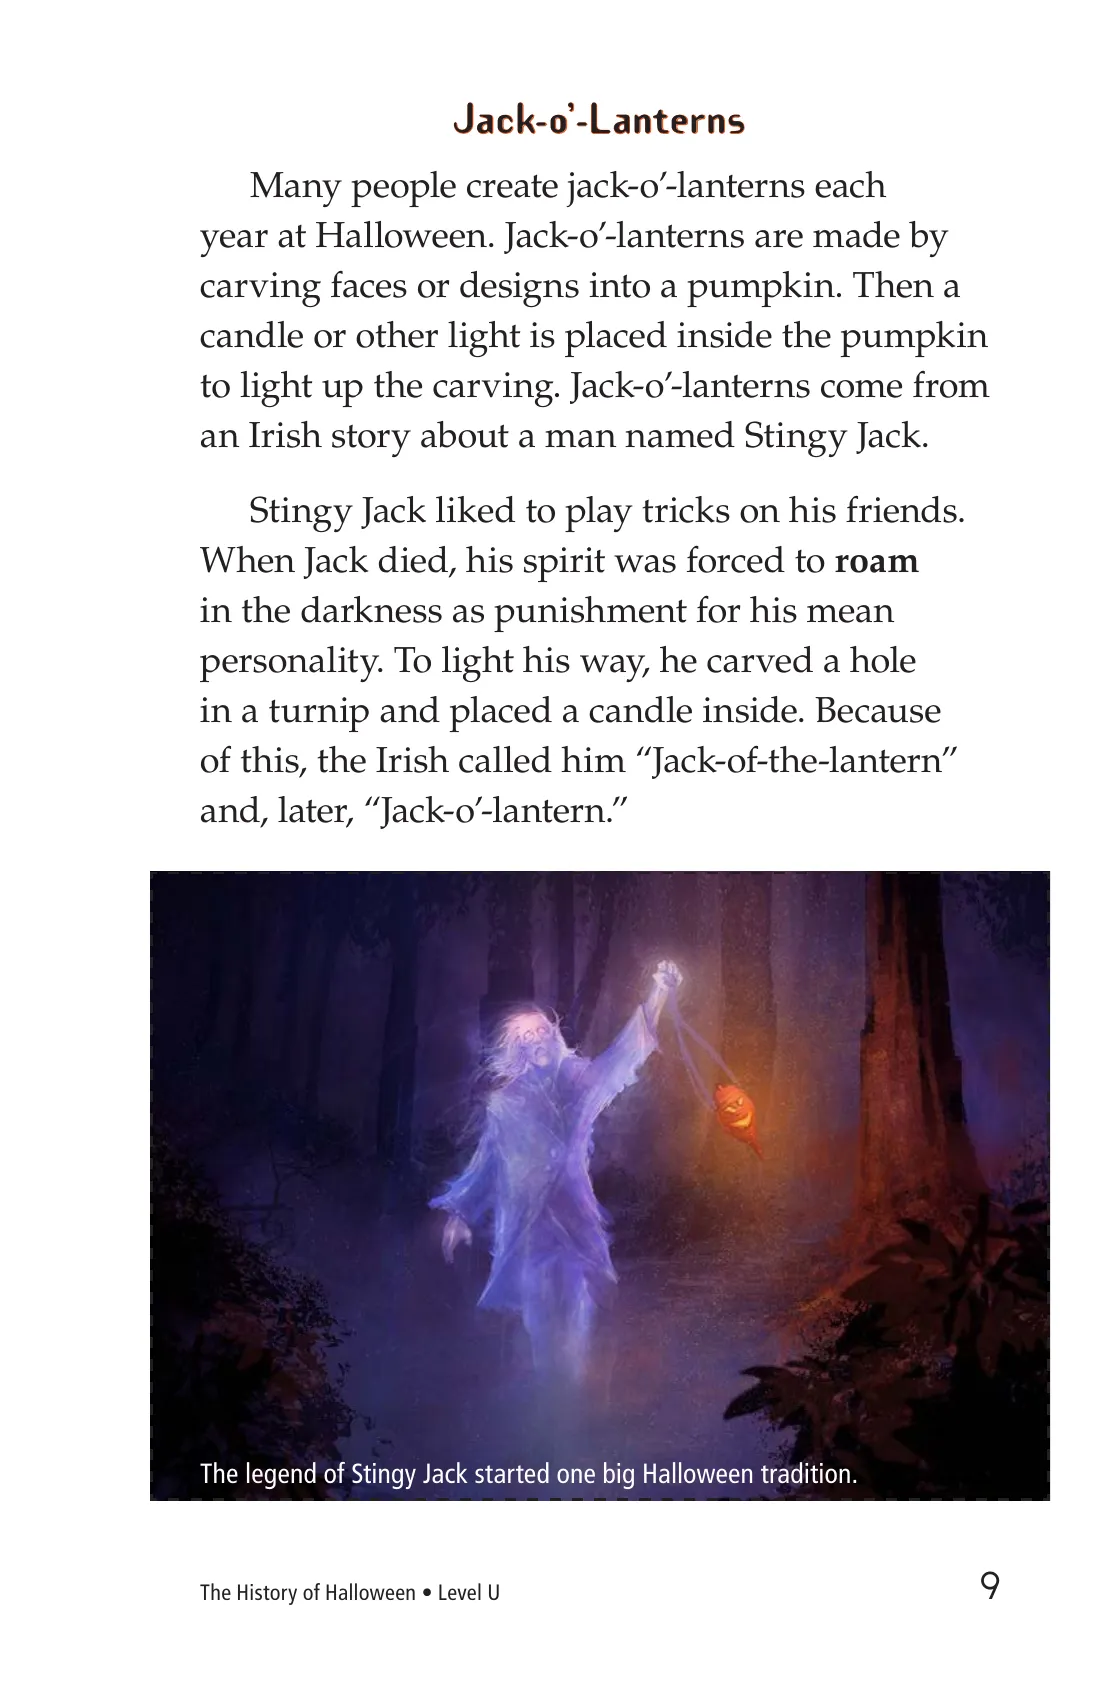 Jack-o’-Lanterns
Many people create jack-o’-lanterns each
year at Halloween. Jack-o’-lanterns are made by
carving faces or designs into a pumpkin. Then a
candle or other light is placed inside the pumpkin
to light up the carving. Jack-o’-lanterns come from
an Irish story about a man named Stingy Jack.
Stingy Jack liked to play tricks on his friends.
When Jack died, his spirit was forced to roam
in the darkness as punishment for his mean
personality. To light his way, he carved a hole
in a turnip and placed a candle inside. Because
of this, the Irish called him “Jack-of-the-lantern”
and, later, “Jack-o’-lantern.”
The legend of Stingy Jack started one big Halloween tradition.
The History of Halloween • Level U
9